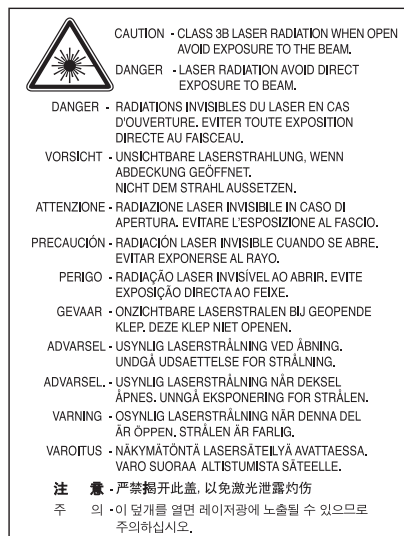 CAUTION - CLASS 3B LASER RADIATION WHEN OPEN
AVOID EXPOSURE TO THE BEAM.
DANGER - LASER RADIATION AVOID DIRECT
EXPOSURE TO BEAM.
DANGER - RADIATIONS INVISIBLES DU LASER EN CAS
D'OUVERTURE. EVITER TOUTE EXPOSITION
DIRECTE AU FAISCEAU.
VORSICHT - UNSICHTBARE LASERSTRAHLUNG, WENN
ABDECKUNG GEÖFFNET.
NICHT DEM STRAHL AUSSETZEN.
ATTENZIONE - RADIAZIONE LASER INVISIBILE IN CASO DI
APERTURA. EVITARE L'ESPOSIZIONE AL FASCIO.
PRECAUCIÓN - RADIACIÓN LASER INVISIBLE CUANDO SE ABRE.
EVITAR EXPONERSE AL RAYO.
PERIGO - RADIAÇÃO LASER INVISÍVEL AO ABRIR. EVITE
EXPOSIÇÃO DIRECTA AO FEIXE.
GEVAAR - ONZICHTBARE LASERSTRALEN BIJ GEOPENDE
KLEP. DEZE KLEP NIET OPENEN.
ADVARSEL - USYNLIG LASERSTRÅLNING VED ÅBNING.
UNDGÅ UDSAETTELSE FOR STRÅLNING.
ADVARSEL. - USYNLIG LASERSTRÅLNING NÅR DEKSEL
ÅPNES. UNNGÅ EKSPONERING FOR STRÅLEN.
VARNING - OSYNLIG LASERSTRÅLNING NÄR DENNA DEL
ÄR ÖPPEN. STRÅLEN ÄR FARLIG.
VAROITUS - NÄKYMÄTÖNTÄ LASERSÄTEILYÄ AVATTAESSA.
VARO SUORAA ALTISTUMISTA SÄTEELLE.
注 意 - 严禁揭开此盖, 以免激光泄露灼伤
주 의 - 이 덮개를 열면 레이저광에 노출될 수 있으므로
주의하십시오.